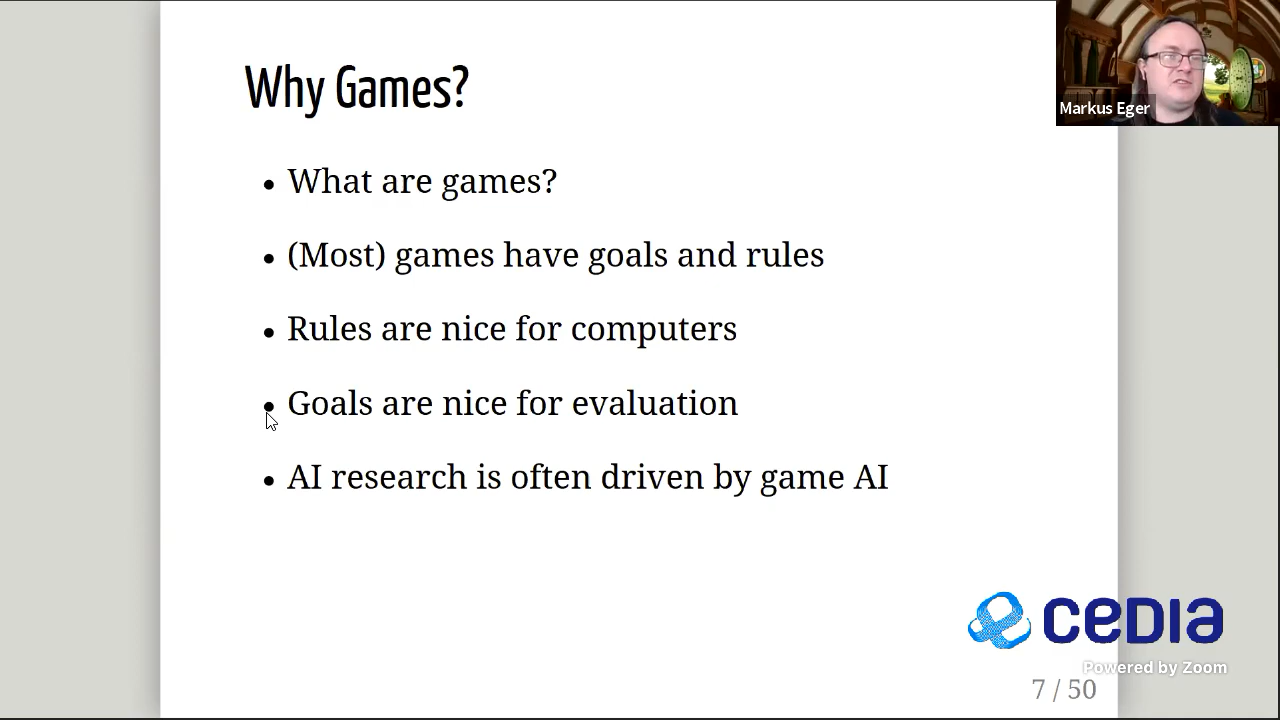 Why Games?
Markus Eger
What are games?
(Most) games have goals and rules
Rules are nice for computers
Goals are nice for evaluation
AI research is often driven by game AI
CEDIA
Powered by Zoom
7 / 50